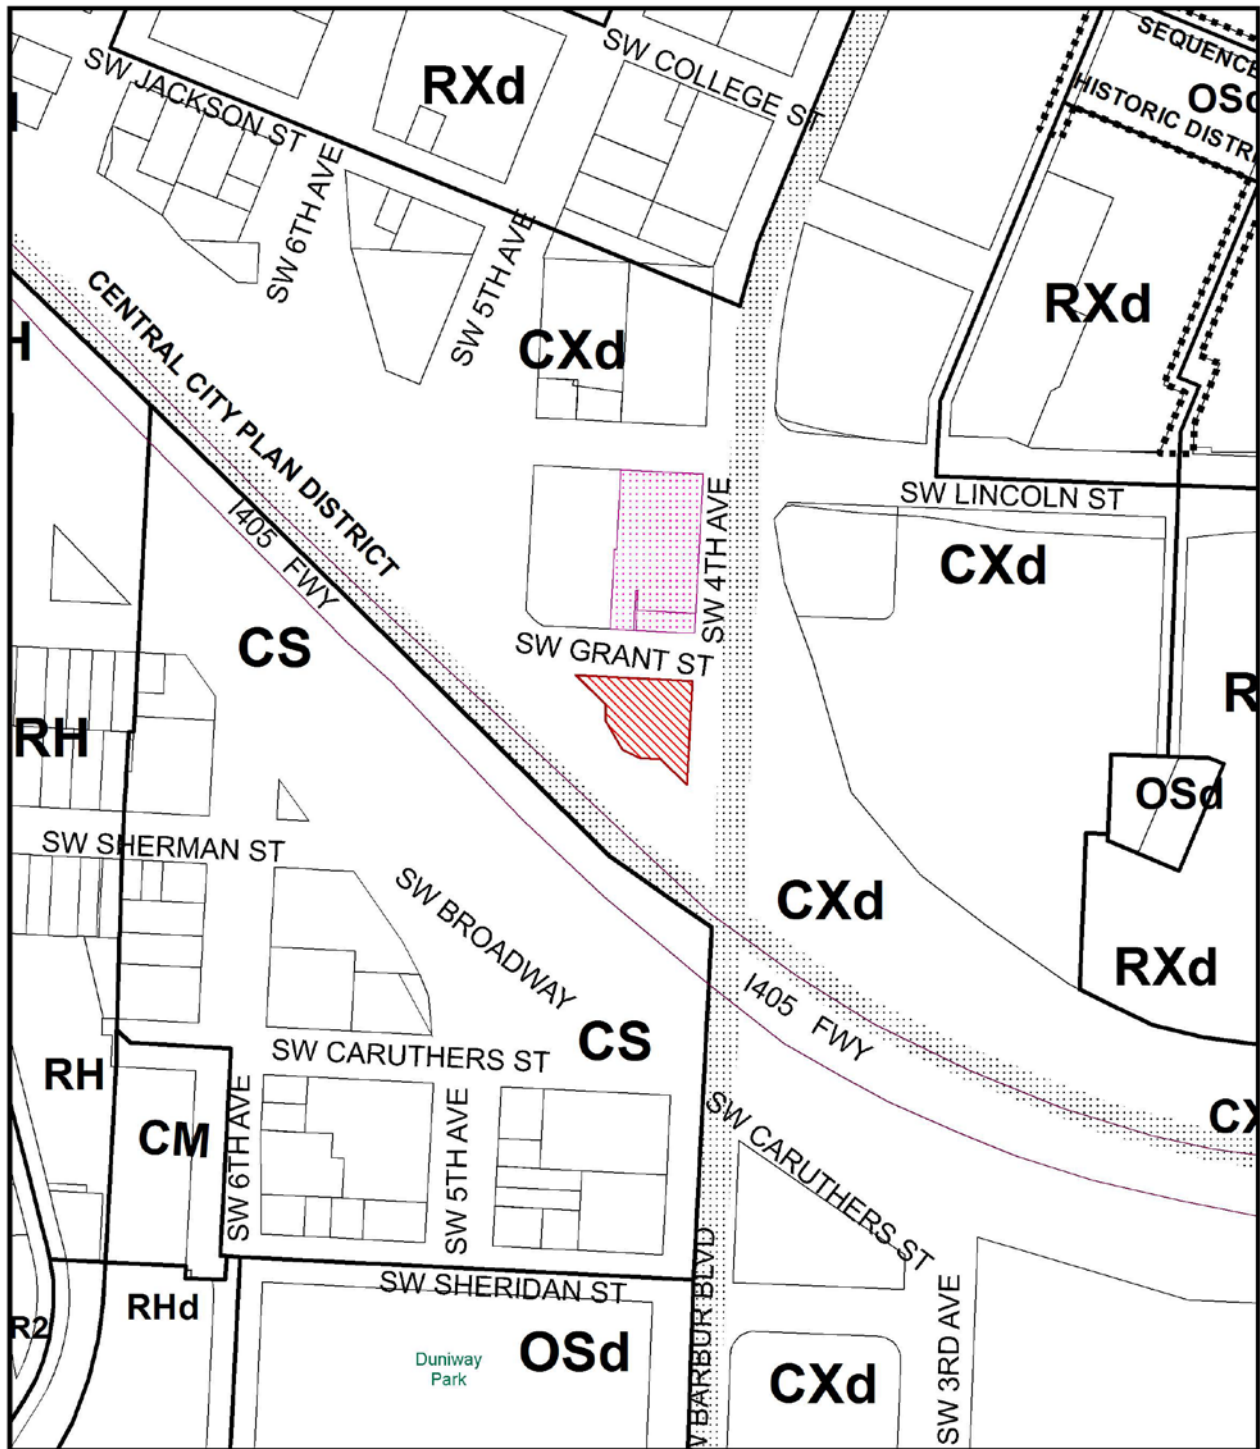 SEQUENCE
SW COLLEGE ST
RXd
SW JACKSON ST
OSd
HISTORIC DISTRI
SW 6TH AVE
SW 5TH AVE
RXd
H
CXd
CENTRAL CITY PLAN DISTRICT
SW LINCOLN ST
I405 FWY
SW 4TH AVE
CXd
CS
SW GRANT ST
R
RH
OSd
SW SHERMAN ST
SW BROADWAY
CXd
RXd
I405 FWY
CS
SW CARUTHERS ST
RH
CX
CM
SW 6TH AVE
SW 5TH AVE
SW CARUTHERS ST
SW SHERIDAN ST
BARBUR BLVD
SW 3RD AVE
RHd
R2
Duniway
Park
OSd
CXd